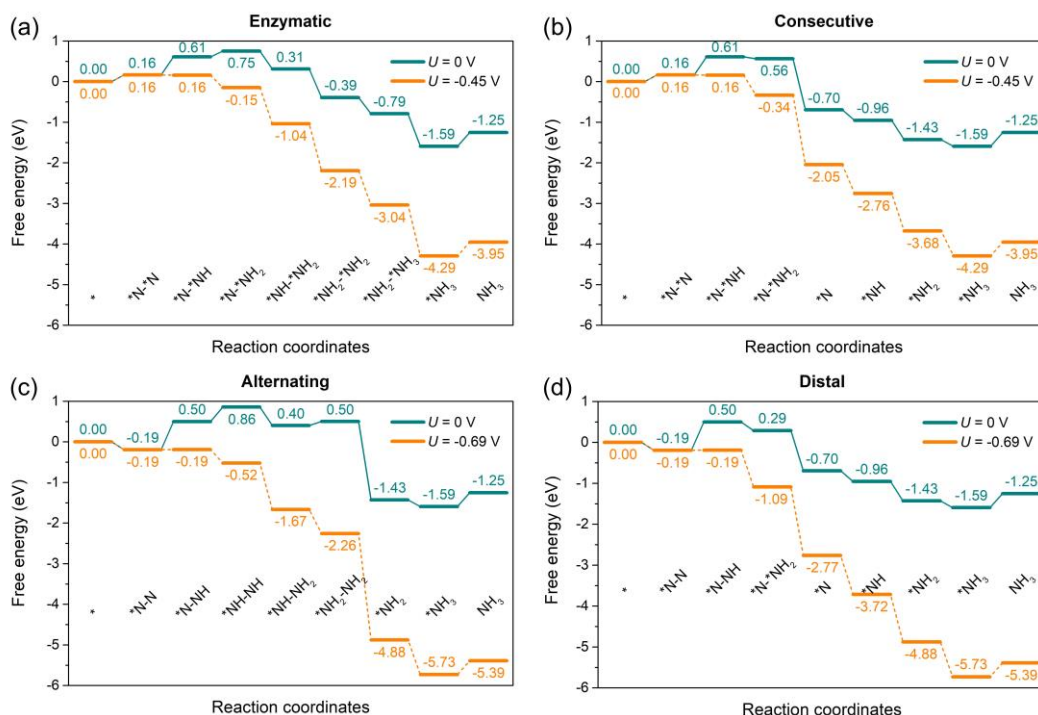 (a)
Enzymatic
Free energy (eV)
1
0
-1
-2
-3
-4
-5
-6
0.00
0.16
0.61
0.75
0.31
-0.39
-0.79
-1.59
-1.25
0.00
0.16
0.16
-0.15
-1.04
-2.19
-3.04
-4.29
-3.95
U = 0 V
U = -0.45 V
*
*N-*N
*N-*NH
*N-*NH₂
*NH-*NH₂
*NH₂-*NH₂
*NH₂-*NH₃
*NH₃
NH₃
Reaction coordinates
(b)
Consecutive
Free energy (eV)
1
0
-1
-2
-3
-4
-5
-6
0.00
0.16
0.61
0.56
-0.70
-0.96
-1.43
-1.59
-1.25
0.00
0.16
0.16
-0.34
-2.05
-2.76
-3.68
-4.29
-3.95
U = 0 V
U = -0.45 V
*
*N-*N
*N-*NH
*N-*NH₂
*N
*NH
*NH₂
*NH₃
NH₃
Reaction coordinates
(c)
Alternating
Free energy (eV)
1
0
-1
-2
-3
-4
-5
-6
0.00
-0.19
0.50
0.86
0.40
0.50
-1.43
-1.59
-1.25
0.00
-0.19
-0.19
-0.52
-1.67
-2.26
-4.88
-5.73
-5.39
U = 0 V
U = -0.69 V
*
*N-N
*N-NH
*NH-NH
*NH-NH₂
*NH₂-NH₂
*NH₂
*NH₃
NH₃
Reaction coordinates
(d)
Distal
Free energy (eV)
1
0
-1
-2
-3
-4
-5
-6
0.00
-0.19
0.50
0.29
-0.70
-0.96
-1.43
-1.59
-1.25
0.00
-0.19
-0.19
-1.09
-2.77
-3.72
-4.88
-5.73
-5.39
U = 0 V
U = -0.69 V
*
*N-N
*N-NH
*N-*NH₂
*N
*NH
*NH₂
*NH₃
NH₃
Reaction coordinates